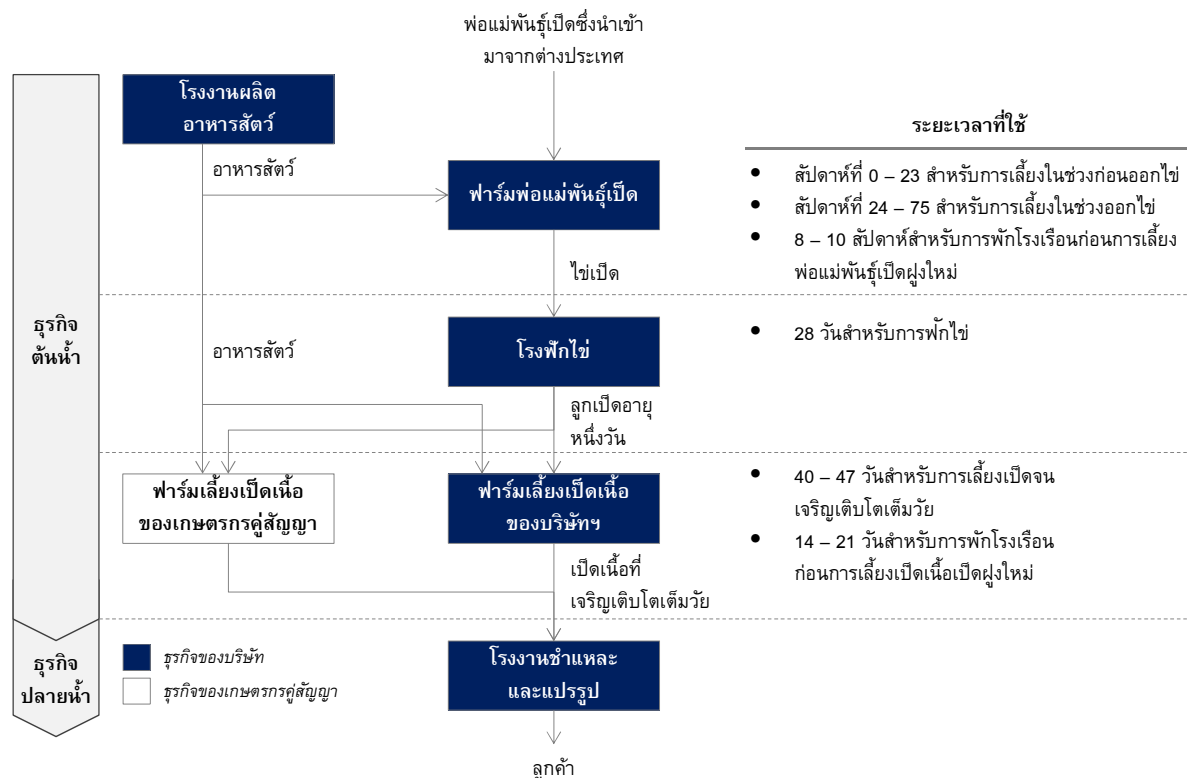 พ่อแม่พันธุ์เป็ดซึ่งนำเข้า
มาจากต่างประเทศ
โรงงานผลิต
อาหารสัตว์
ระยะเวลาที่ใช้
อาหารสัตว์
ฟาร์มพ่อแม่พันธุ์เป็ด
• สัปดาห์ที่ 0 – 23 สำหรับการเลี้ยงในช่วงก่อนออกไข่
• สัปดาห์ที่ 24 – 75 สำหรับการเลี้ยงในช่วงออกไข่
• 8 – 10 สัปดาห์สำหรับการพักโรงเรือนก่อนการเลี้ยง
พ่อแม่พันธุ์เป็ดฝูงใหม่
ไข่เป็ด
ธุรกิจ
ต้นน้ำ
อาหารสัตว์
โรงฟักไข่
• 28 วันสำหรับการฟักไข่
ลูกเป็ดอายุ
หนึ่งวัน
ฟาร์มเลี้ยงเป็ดเนื้อ
ของเกษตรกรคู่สัญญา
ฟาร์มเลี้ยงเป็ดเนื้อ
ของบริษัทฯ
• 40 – 47 วันสำหรับการเลี้ยงเป็ดจน
เจริญเติบโตเต็มวัย
• 14 – 21 วันสำหรับการพักโรงเรือน
ก่อนการเลี้ยงเป็ดเนื้อเป็ดฝูงใหม่
เป็ดเนื้อที่
เจริญเติบโตเต็มวัย
ธุรกิจ
ปลายน้ำ
ธุรกิจของบริษัท
ธุรกิจของเกษตรกรคู่สัญญา
โรงงานชำแหละ
และแปรรูป
ลูกค้า